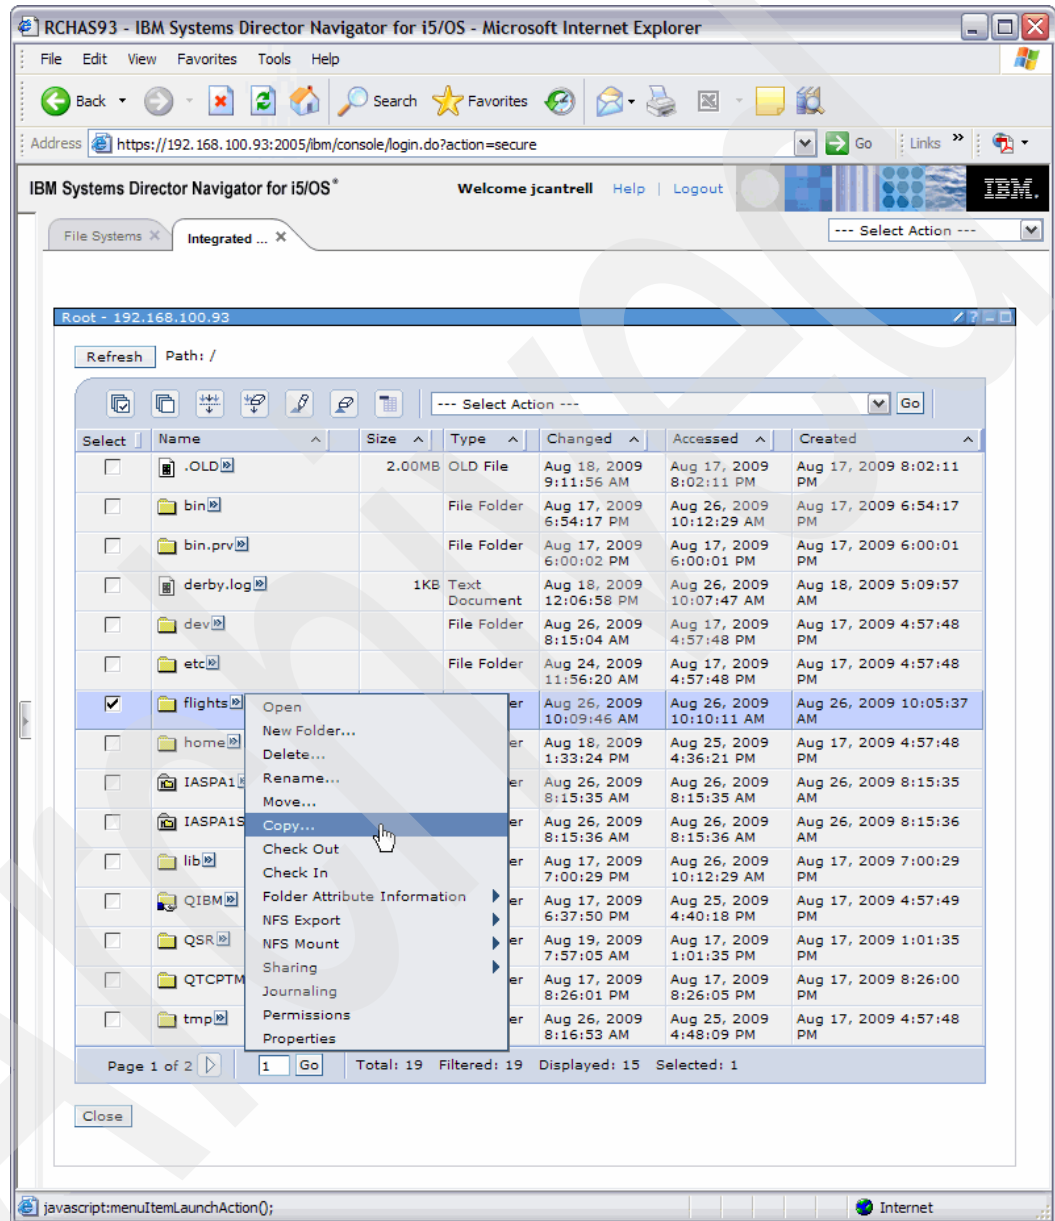 RCHAS93 - IBM Systems Director Navigator for i5/OS - Microsoft Internet Explorer
File Edit View Favorites Tools Help
Back Search Favorites
Address https://192.168.100.93:2005/ibm/console/login.do?action=secure Go Links »
IBM Systems Director Navigator for i5/OS® Welcome jcantrell Help | Logout IBM.
File Systems × Integrated ... × --- Select Action ---
Root - 192.168.100.93
Refresh Path: /
--- Select Action --- Go
Select Name Size Type Changed Accessed Created
.OLD 2.00MB OLD File Aug 18, 2009 Aug 17, 2009 Aug 17, 2009 8:02:11
9:11:56 AM 8:02:11 PM PM
bin File Folder Aug 17, 2009 Aug 26, 2009 Aug 17, 2009 6:54:17
6:54:17 PM 10:12:29 AM PM
bin.prv File Folder Aug 17, 2009 Aug 17, 2009 Aug 17, 2009 6:00:01
6:00:02 PM 6:00:01 PM PM
derby.log 1KB Text Aug 18, 2009 Aug 26, 2009 Aug 18, 2009 5:09:57
Document 12:06:58 PM 10:07:47 AM AM
dev File Folder Aug 26, 2009 Aug 17, 2009 Aug 17, 2009 4:57:48
8:15:04 AM 4:57:48 PM PM
etc File Folder Aug 24, 2009 Aug 17, 2009 Aug 17, 2009 4:57:48
11:56:20 AM 4:57:48 PM PM
flights er Aug 26, 2009 Aug 26, 2009 Aug 26, 2009 10:05:37
10:09:46 AM 10:10:11 AM AM
home er Aug 18, 2009 Aug 25, 2009 Aug 17, 2009 4:57:48
1:33:24 PM 4:36:21 PM PM
IASPA1 er Aug 26, 2009 Aug 26, 2009 Aug 26, 2009 8:15:35
8:15:35 AM 8:15:35 AM AM
IASPA1S er Aug 26, 2009 Aug 26, 2009 Aug 26, 2009 8:15:36
8:15:36 AM 8:15:36 AM AM
lib er Aug 17, 2009 Aug 26, 2009 Aug 17, 2009 7:00:29
7:00:29 PM 10:12:29 AM PM
QIBM er Aug 17, 2009 Aug 25, 2009 Aug 17, 2009 4:57:49
6:37:50 PM 4:40:18 PM PM
QSR er Aug 19, 2009 Aug 17, 2009 Aug 17, 2009 1:01:35
7:57:05 AM 1:01:35 PM PM
QTCPTM er Aug 17, 2009 Aug 17, 2009 Aug 17, 2009 8:26:00
8:26:01 PM 8:26:05 PM PM
tmp er Aug 26, 2009 Aug 25, 2009 Aug 17, 2009 4:57:48
8:16:53 AM 4:48:09 PM PM
Open
New Folder...
Delete...
Rename...
Move...
Copy...
Check Out
Check In
Folder Attribute Information
NFS Export
NFS Mount
Sharing
Journaling
Permissions
Properties
Page 1 of 2 1 Go Total: 19 Filtered: 19 Displayed: 15 Selected: 1
Close
javascript:menuItemLaunchAction(); Internet